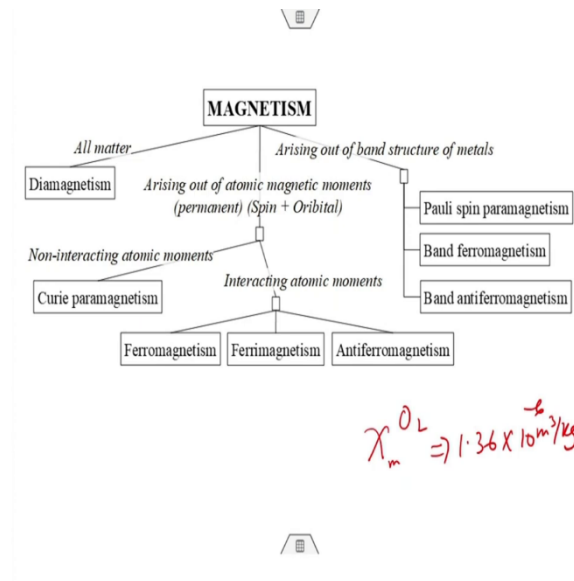 MAGNETISM
All matter
Arising out of band structure of metals
Diamagnetism
Arising out of atomic magnetic moments
(permanent) (Spin + Oribital)
Pauli spin paramagnetism
Non-interacting atomic moments
Band ferromagnetism
Interacting atomic moments
Curie paramagnetism
Band antiferromagnetism
Ferromagnetism
Ferrimagnetism
Antiferromagnetism
χₘ^O₂ ⇒ 1.36 × 10⁻⁶ m³/kg